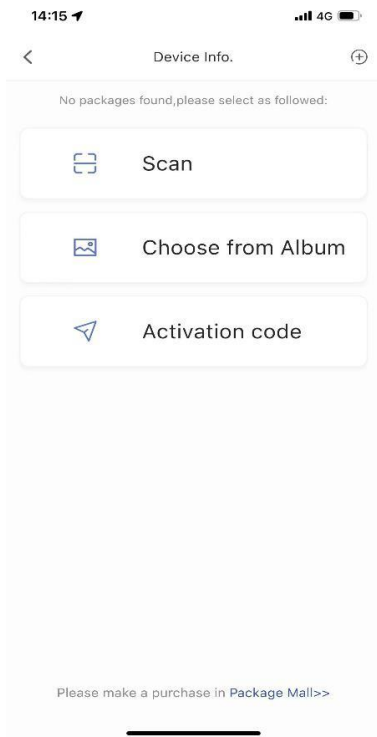 14:15
4G
Device Info.
No packages found,please select as followed:
Scan
Choose from Album
Activation code
Please make a purchase in Package Mall>>